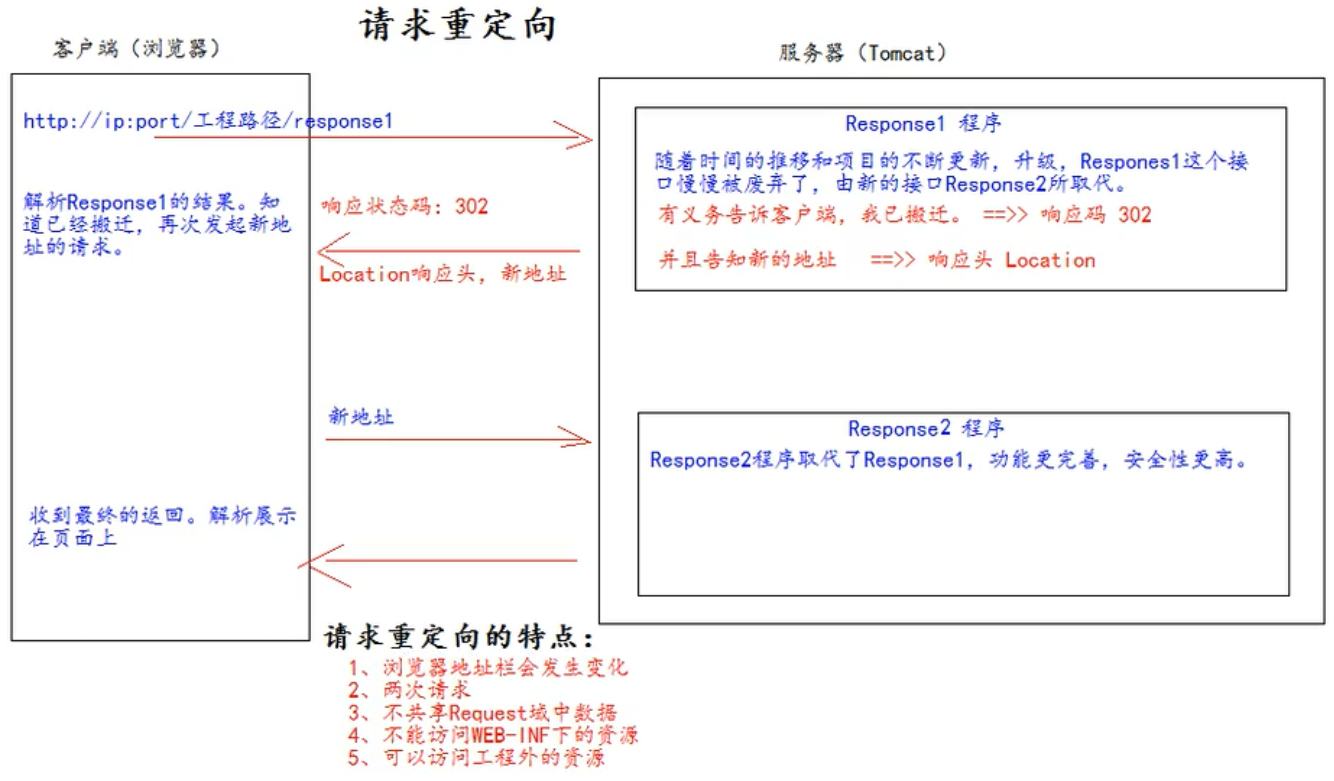 请求重定向
客户端（浏览器）
服务器（Tomcat）
http://ip:port/工程路径/response1
解析Response1的结果。知
道已经搬迁，再次发起新地
址的请求。
响应状态码：302
Location响应头，新地址
Response1 程序
随着时间的推移和项目的不断更新，升级，Respones1这个接
口慢慢被废弃了，由新的接口Response2所取代。
有义务告诉客户端，我已搬迁。 ==>> 响应码 302
并且告知新的地址 ==>> 响应头 Location
新地址
Response2 程序
Response2程序取代了Response1，功能更完善，安全性更高。
收到最终的返回。解析展示
在页面上
请求重定向的特点：
1、浏览器地址栏会发生变化
2、两次请求
3、不共享Request域中数据
4、不能访问WEB-INF下的资源
5、可以访问工程外的资源